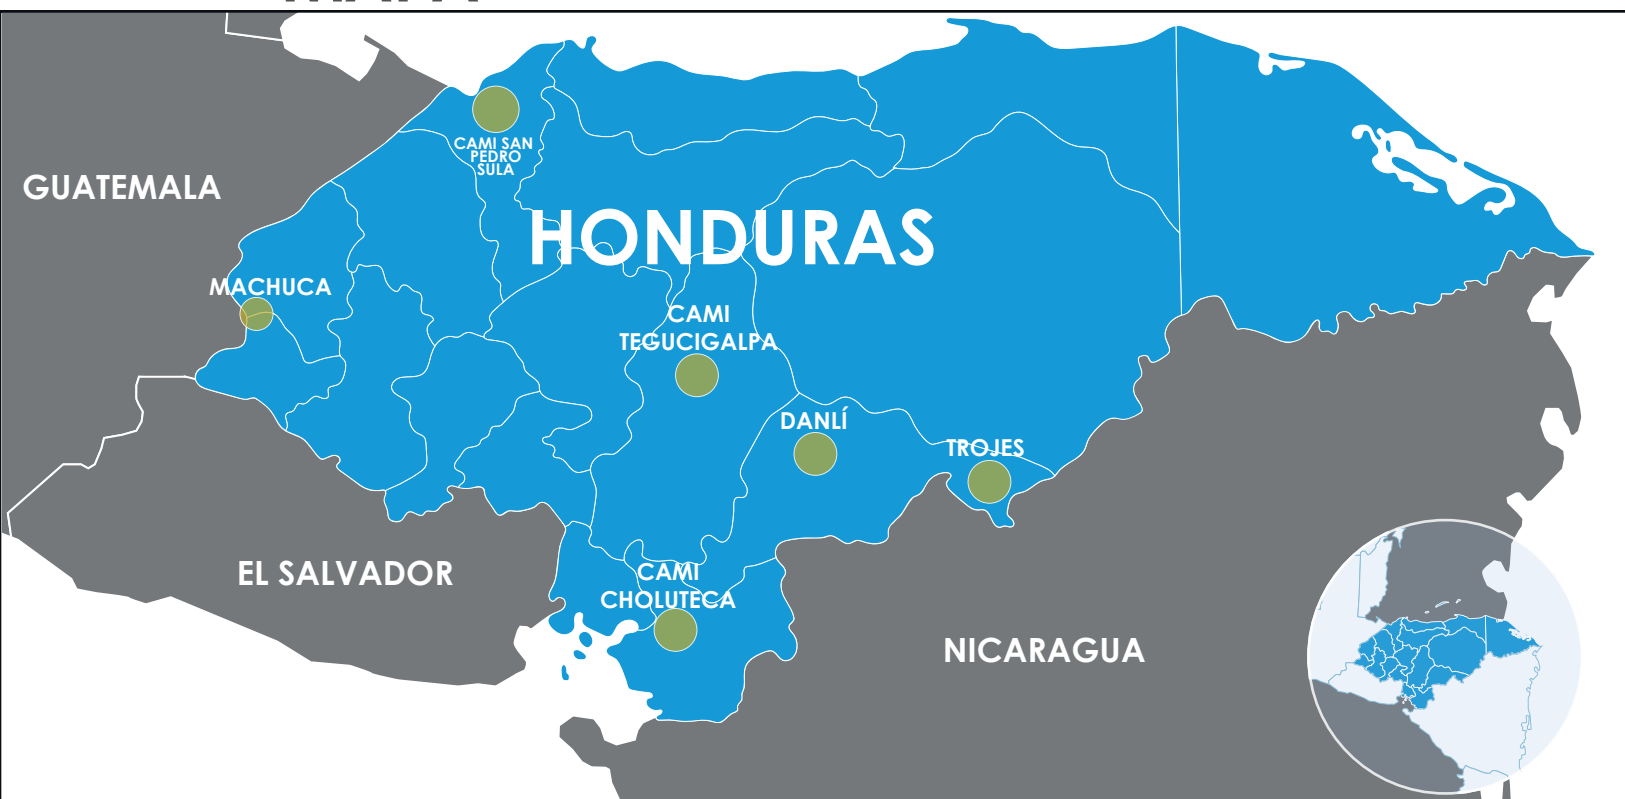 CAMI SAN
PEDRO
SULA
GUATEMALA
HONDURAS
MACHUCA
CAMI
TEGUCIGALPA
DANLÍ
TROJES
EL SALVADOR
CAMI
CHOLUTECA
NICARAGUA